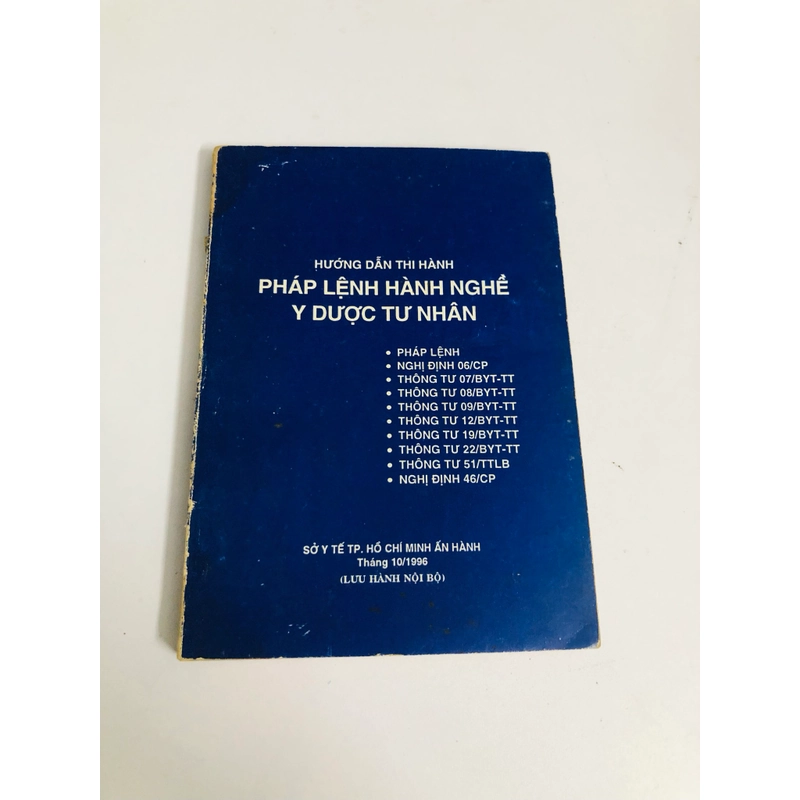 HƯỚNG DẪN THI HÀNH
PHÁP LỆNH HÀNH NGHỀ
Y DƯỢC TƯ NHÂN
• PHÁP LỆNH
• NGHỊ ĐỊNH 06/CP
• THÔNG TƯ 07/BYT-TT
• THÔNG TƯ 08/BYT-TT
• THÔNG TƯ 09/BYT-TT
• THÔNG TƯ 12/BYT-TT
• THÔNG TƯ 19/BYT-TT
• THÔNG TƯ 22/BYT-TT
• THÔNG TƯ 51/TTLB
• NGHỊ ĐỊNH 46/CP
SỞ Y TẾ TP. HỒ CHÍ MINH ẤN HÀNH
Tháng 10/1996
(LƯU HÀNH NỘI BỘ)